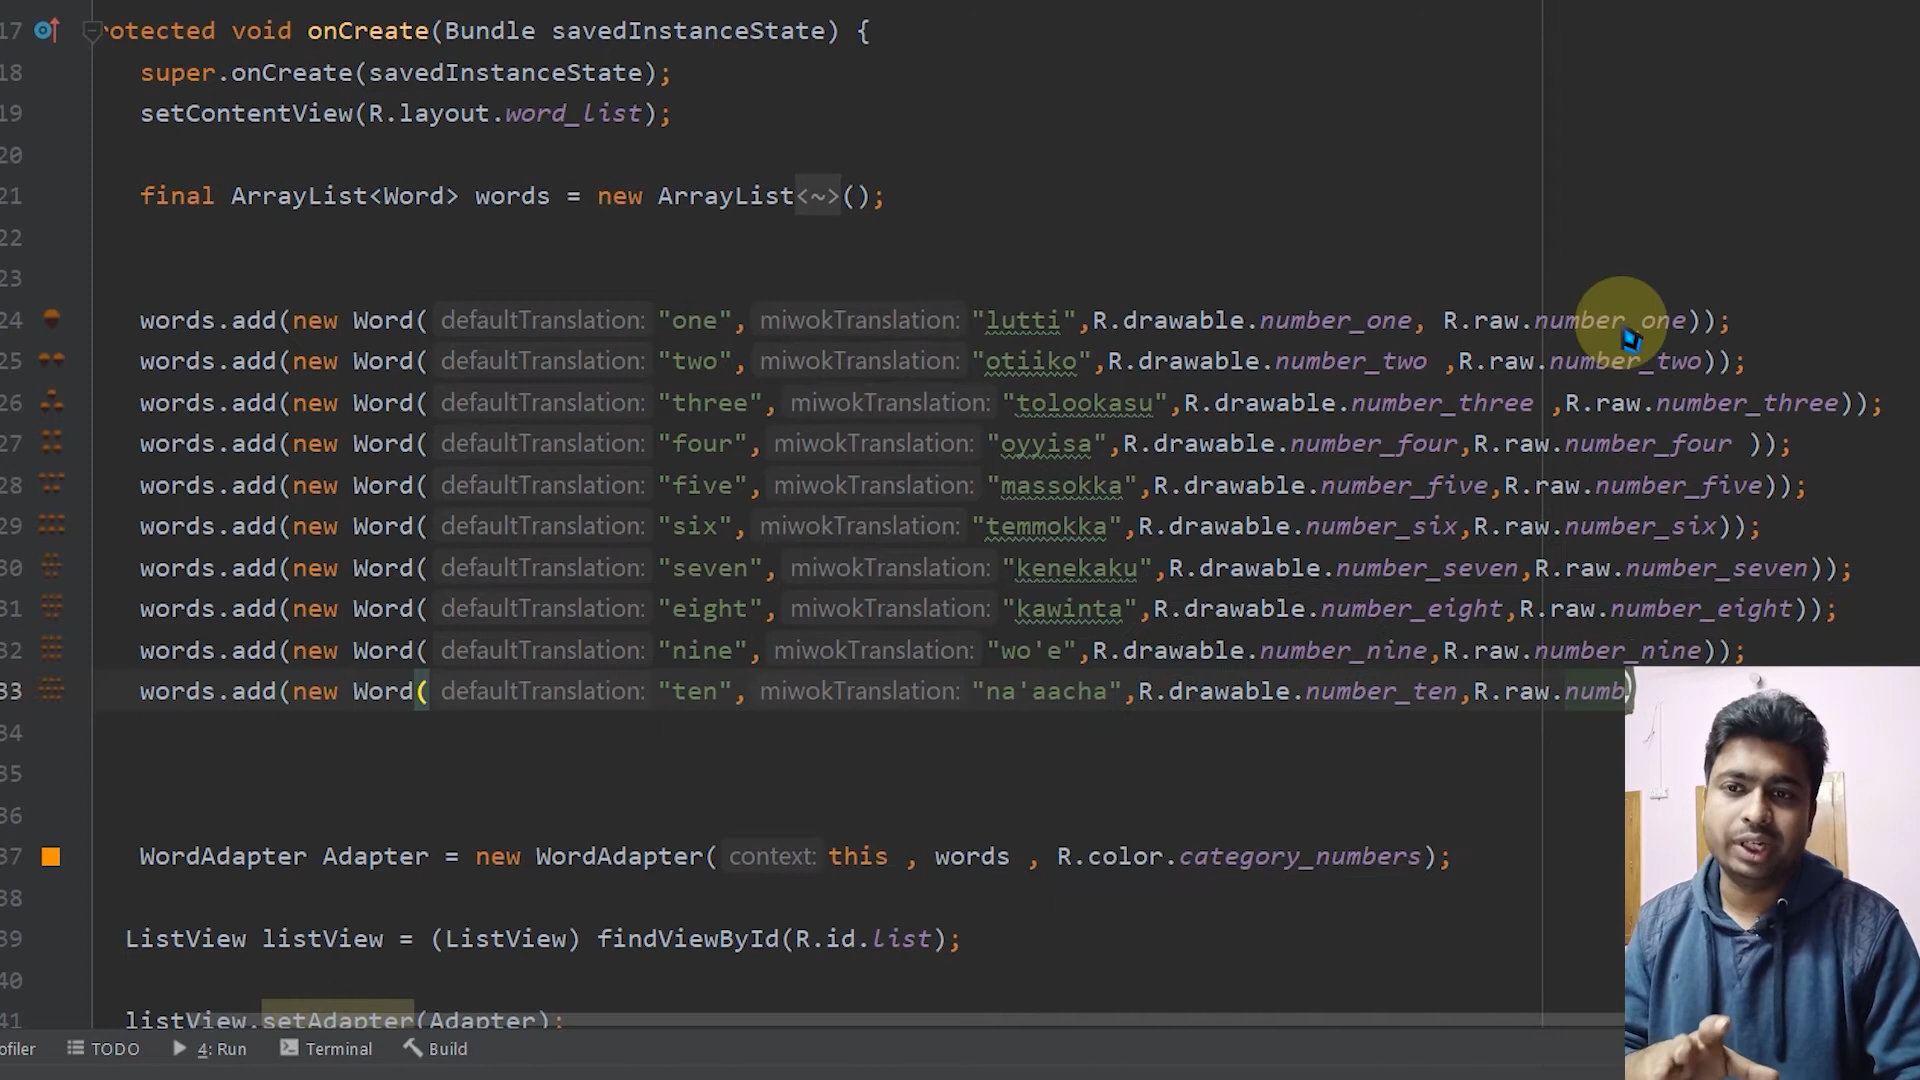 17 rotected void onCreate(Bundle savedInstanceState) {
18 super.onCreate(savedInstanceState);
19 setContentView(R.layout.word_list);
20
21 final ArrayList<Word> words = new ArrayList<~>();
22
23
24 words.add(new Word( defaultTranslation: "one", miwokTranslation: "lutti",R.drawable.number_one, R.raw.number_one));
25 words.add(new Word( defaultTranslation: "two", miwokTranslation: "otiiko",R.drawable.number_two ,R.raw.number_two));
26 words.add(new Word( defaultTranslation: "three", miwokTranslation: "tolookasu",R.drawable.number_three ,R.raw.number_three));
27 words.add(new Word( defaultTranslation: "four", miwokTranslation: "oyyisa",R.drawable.number_four,R.raw.number_four ));
28 words.add(new Word( defaultTranslation: "five", miwokTranslation: "massokka",R.drawable.number_five,R.raw.number_five));
29 words.add(new Word( defaultTranslation: "six", miwokTranslation: "temmokka",R.drawable.number_six,R.raw.number_six));
30 words.add(new Word( defaultTranslation: "seven", miwokTranslation: "kenekaku",R.drawable.number_seven,R.raw.number_seven));
31 words.add(new Word( defaultTranslation: "eight", miwokTranslation: "kawinta",R.drawable.number_eight,R.raw.number_eight));
32 words.add(new Word( defaultTranslation: "nine", miwokTranslation: "wo'e",R.drawable.number_nine,R.raw.number_nine));
33 words.add(new Word( defaultTranslation: "ten", miwokTranslation: "na'aacha",R.drawable.number_ten,R.raw.numb
34
35
36
37 WordAdapter Adapter = new WordAdapter( context: this , words , R.color.category_numbers);
38
39 ListView listView = (ListView) findViewById(R.id.list);
40
41 listView.setAdapter(Adapter);
ofiler TODO 4: Run Terminal Build